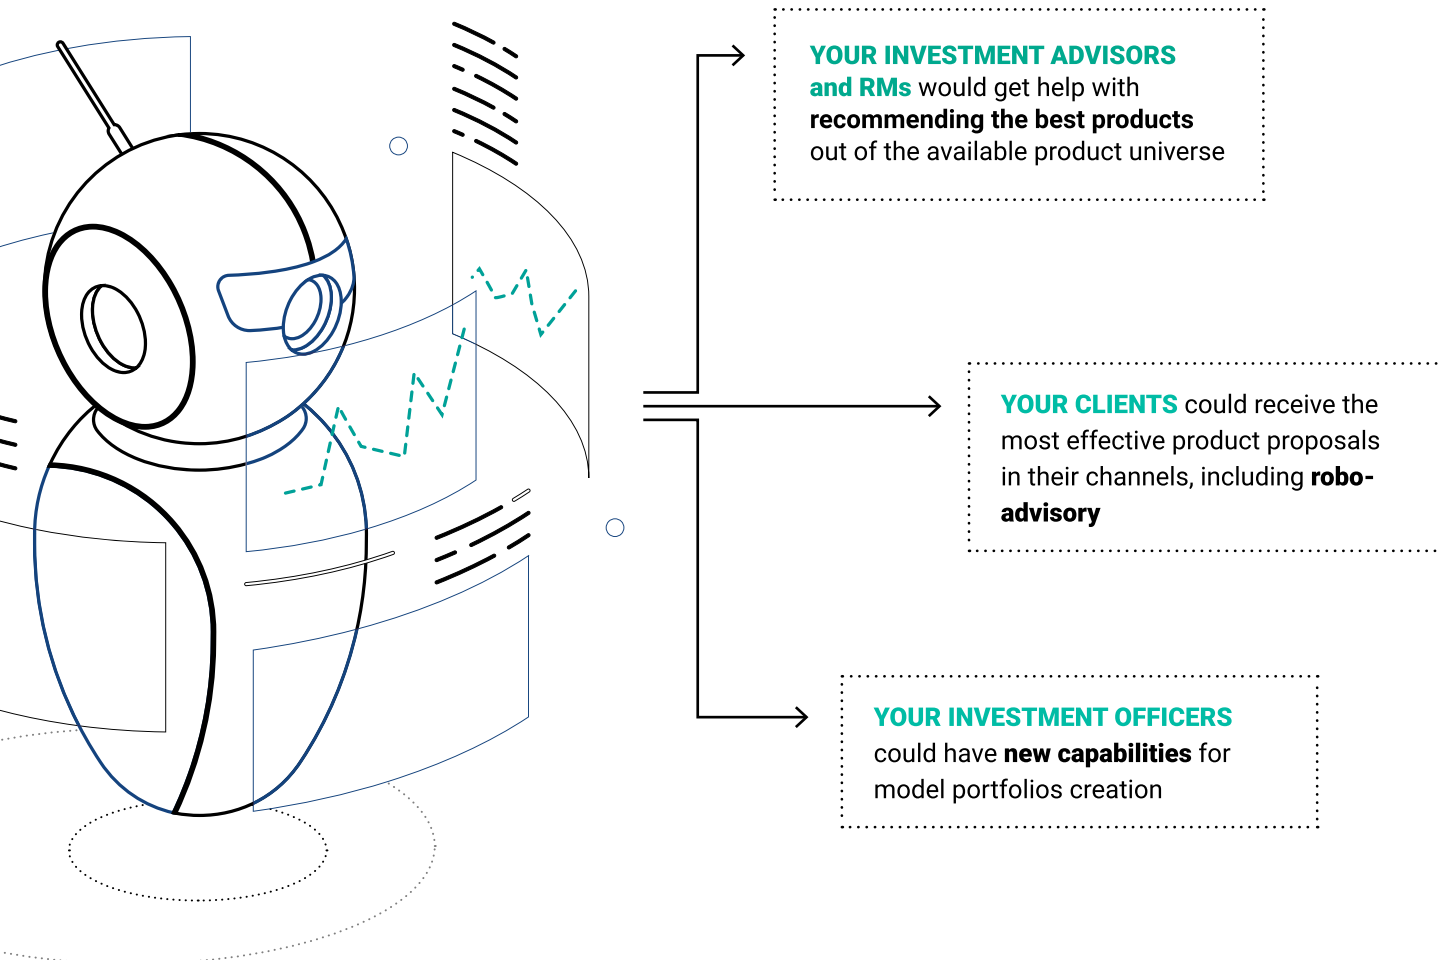 YOUR INVESTMENT ADVISORS
and RMs would get help with
recommending the best products
out of the available product universe
YOUR CLIENTS could receive the
most effective product proposals
in their channels, including robo-
advisory
YOUR INVESTMENT OFFICERS
could have new capabilities for
model portfolios creation